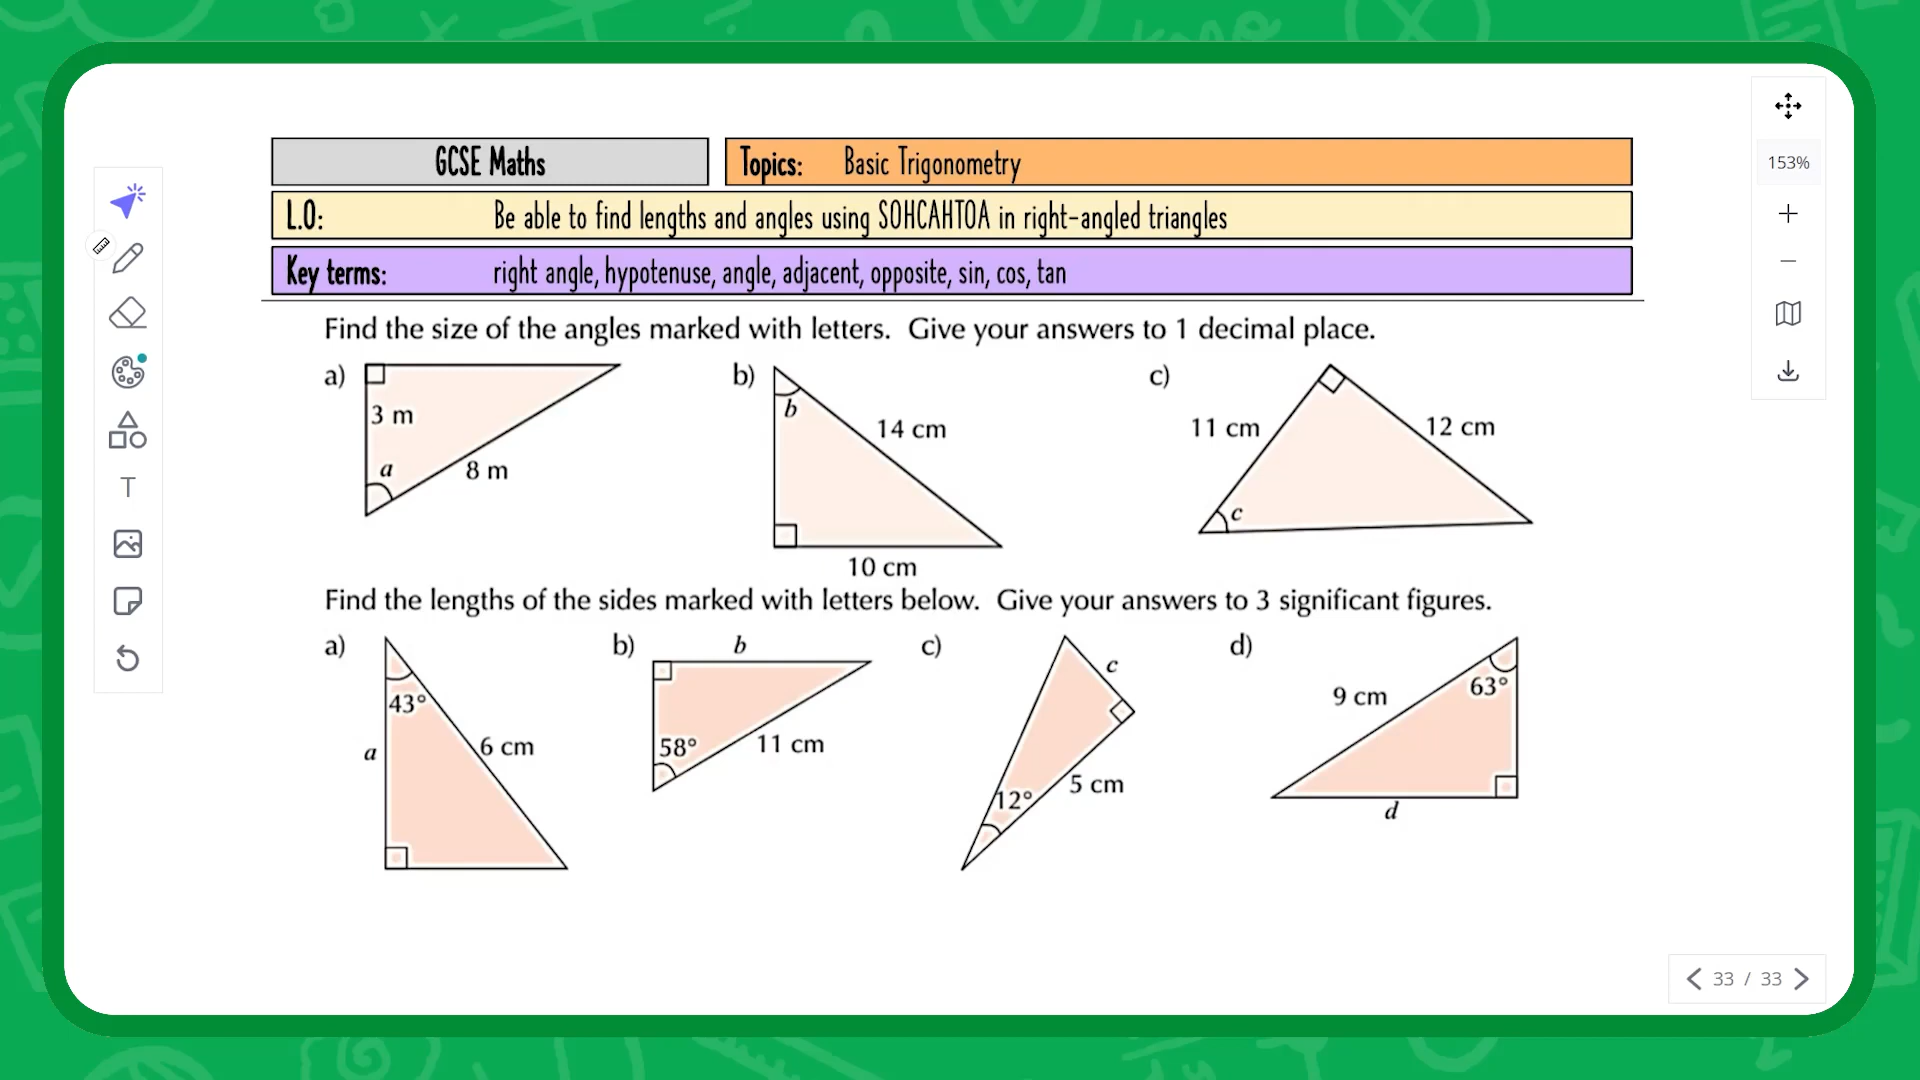 GCSE Maths
Topics: Basic Trigonometry
L.O: Be able to find lengths and angles using SOHCAHTOA in right-angled triangles
Key terms: right angle, hypotenuse, angle, adjacent, opposite, sin, cos, tan
Find the size of the angles marked with letters. Give your answers to 1 decimal place.
a)
3 m
a
8 m
b)
b
14 cm
10 cm
c)
11 cm
12 cm
c
Find the lengths of the sides marked with letters below. Give your answers to 3 significant figures.
a)
43°
a
6 cm
b)
b
58°
11 cm
c)
c
12°
5 cm
d)
9 cm
63°
d
T
153%
33 / 33